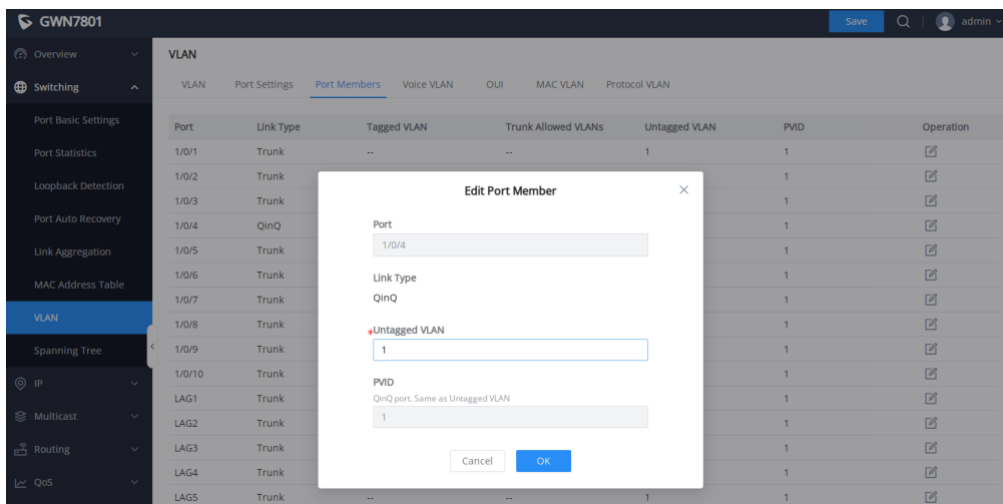 GWN7801
Save
admin
Overview
Switching
Port Basic Settings
Port Statistics
Loopback Detection
Port Auto Recovery
Link Aggregation
MAC Address Table
VLAN
Spanning Tree
IP
Multicast
Routing
QoS
VLAN
VLAN Port Settings Port Members Voice VLAN OUI MAC VLAN Protocol VLAN
Port Link Type Tagged VLAN Trunk Allowed VLANs Untagged VLAN PVID Operation
1/0/1 Trunk -- -- 1 1
1/0/2 Trunk 1
1/0/3 Trunk 1
1/0/4 QinQ 1
1/0/5 Trunk 1
1/0/6 Trunk 1
1/0/7 Trunk 1
1/0/8 Trunk 1
1/0/9 Trunk 1
1/0/10 Trunk 1
LAG1 Trunk 1
LAG2 Trunk 1
LAG3 Trunk 1
LAG4 Trunk 1
LAG5 Trunk -- -- 1 1
Edit Port Member
Port
1/0/4
Link Type
QinQ
*Untagged VLAN
1
PVID
QinQ port. Same as Untagged VLAN
1
Cancel OK